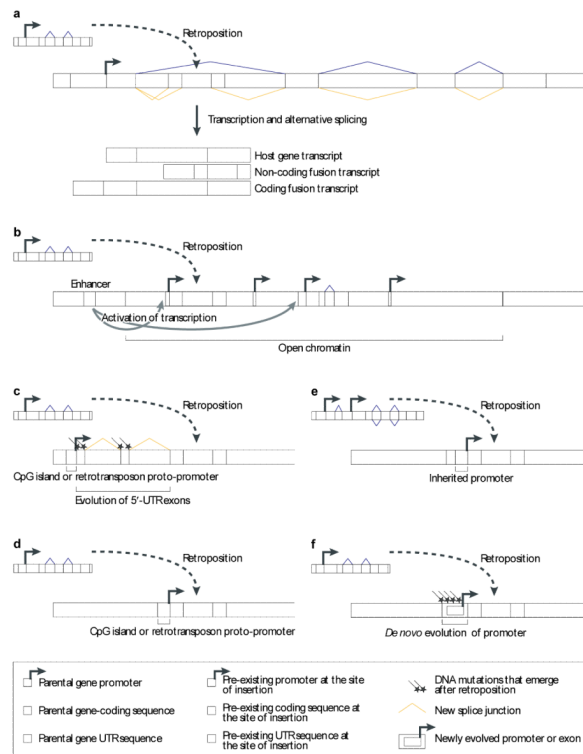 a
Retroposition
Transcription and alternative splicing
Host gene transcript
Non-coding fusion transcript
Coding fusion transcript
b
Retroposition
Enhancer
Activation of transcription
Open chromatin
c
Retroposition
CpG island or retrotransposon proto-promoter
Evolution of 5′-UTR exons
e
Retroposition
Inherited promoter
d
Retroposition
CpG island or retrotransposon proto-promoter
f
Retroposition
De novo evolution of promoter
Parental gene promoter
Parental gene-coding sequence
Parental gene UTR sequence
Pre-existing promoter at the site
of insertion
Pre-existing coding sequence at
the site of insertion
Pre-existing UTR sequence at
the site of insertion
DNA mutations that emerge
after retroposition
New splice junction
Newly evolved promoter or exon